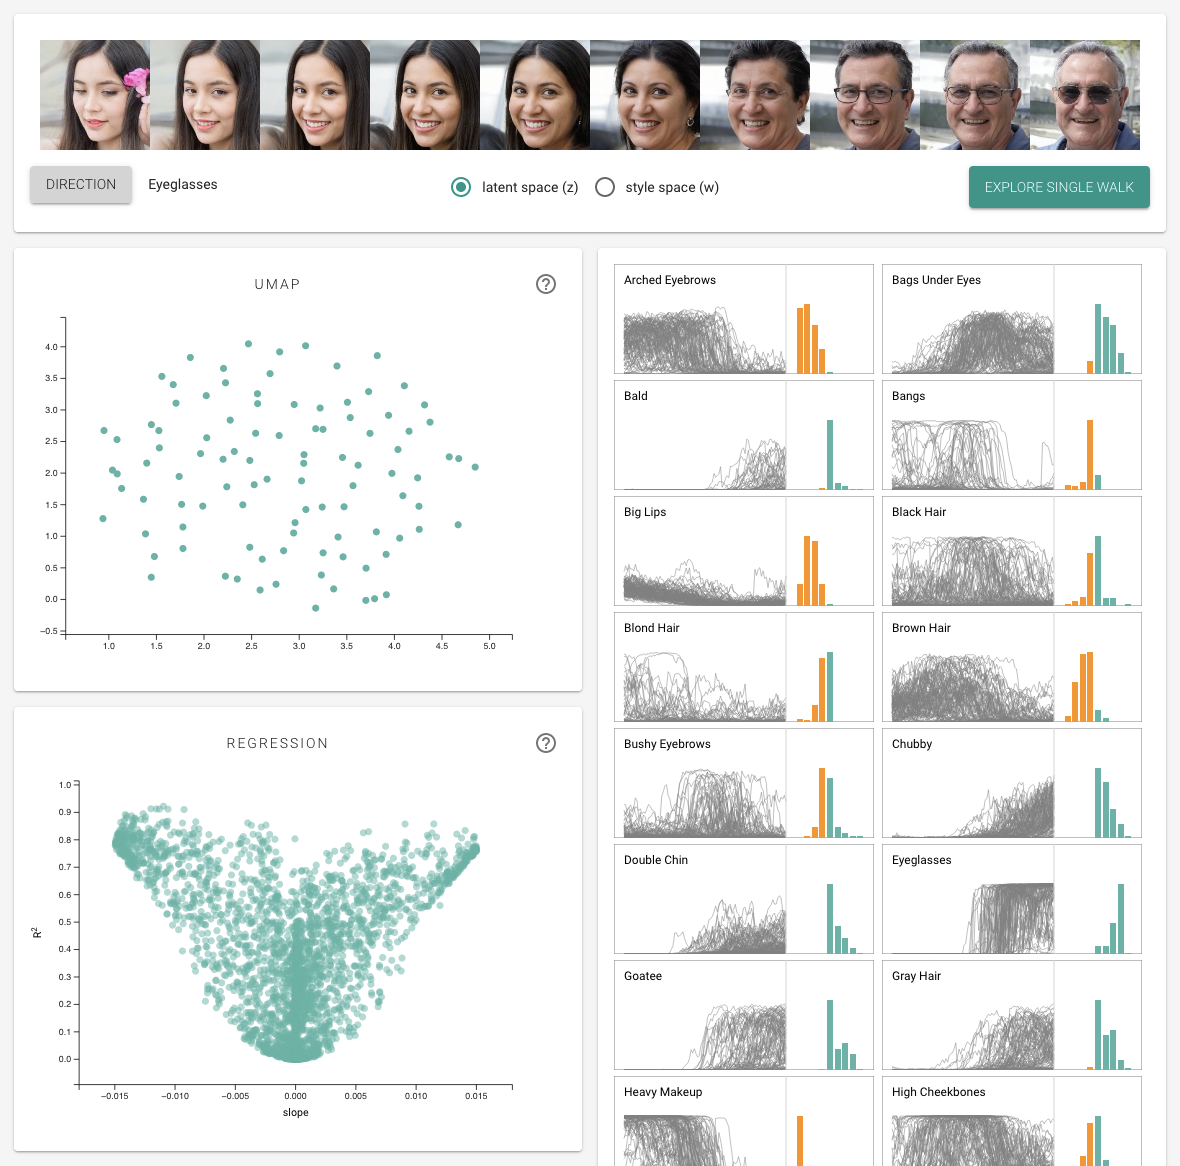 DIRECTION Eyeglasses latent space (z) style space (w) EXPLORE SINGLE WALK
UMAP
4.0
3.5
3.0
2.5
2.0
1.5
1.0
0.5
0.0
−0.5
1.0 1.5 2.0 2.5 3.0 3.5 4.0 4.5 5.0
REGRESSION
1.0
0.9
0.8
0.7
0.6
0.5
0.4
0.3
0.2
0.1
0.0
R²
−0.015 −0.010 −0.005 0.000 0.005 0.010 0.015
slope
Arched Eyebrows Bags Under Eyes
Bald Bangs
Big Lips Black Hair
Blond Hair Brown Hair
Bushy Eyebrows Chubby
Double Chin Eyeglasses
Goatee Gray Hair
Heavy Makeup High Cheekbones